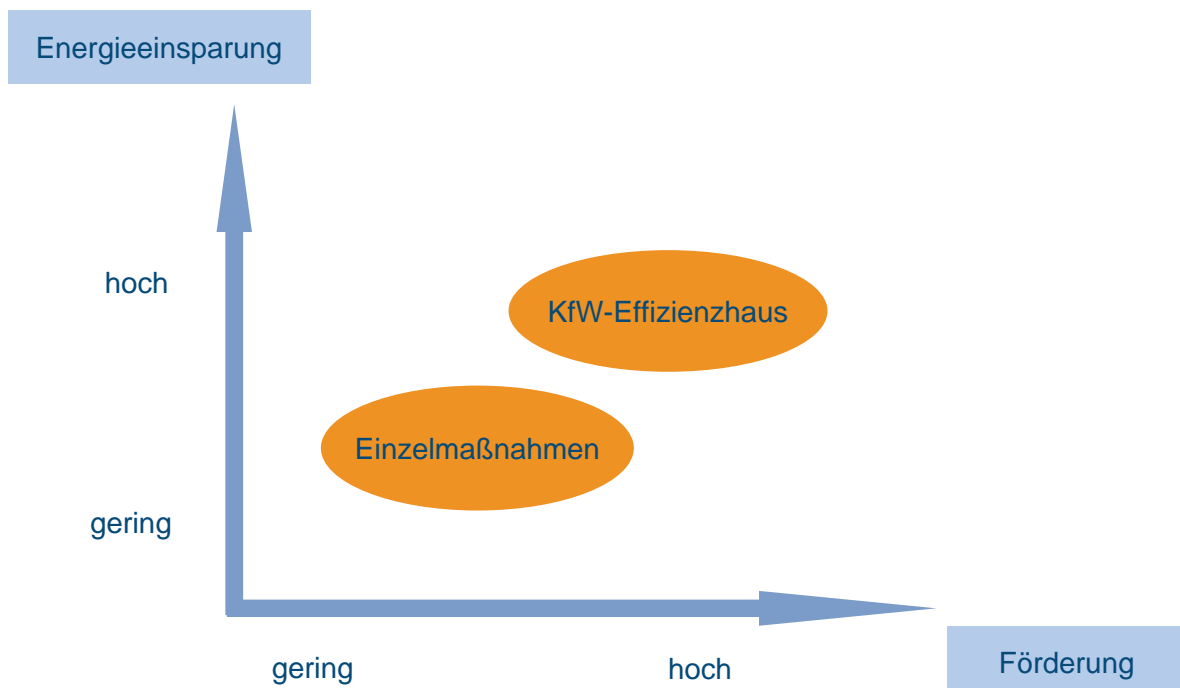 Energieeinsparung
hoch
KfW-Effizienzhaus
Einzelmaßnahmen
gering
gering
hoch
Förderung